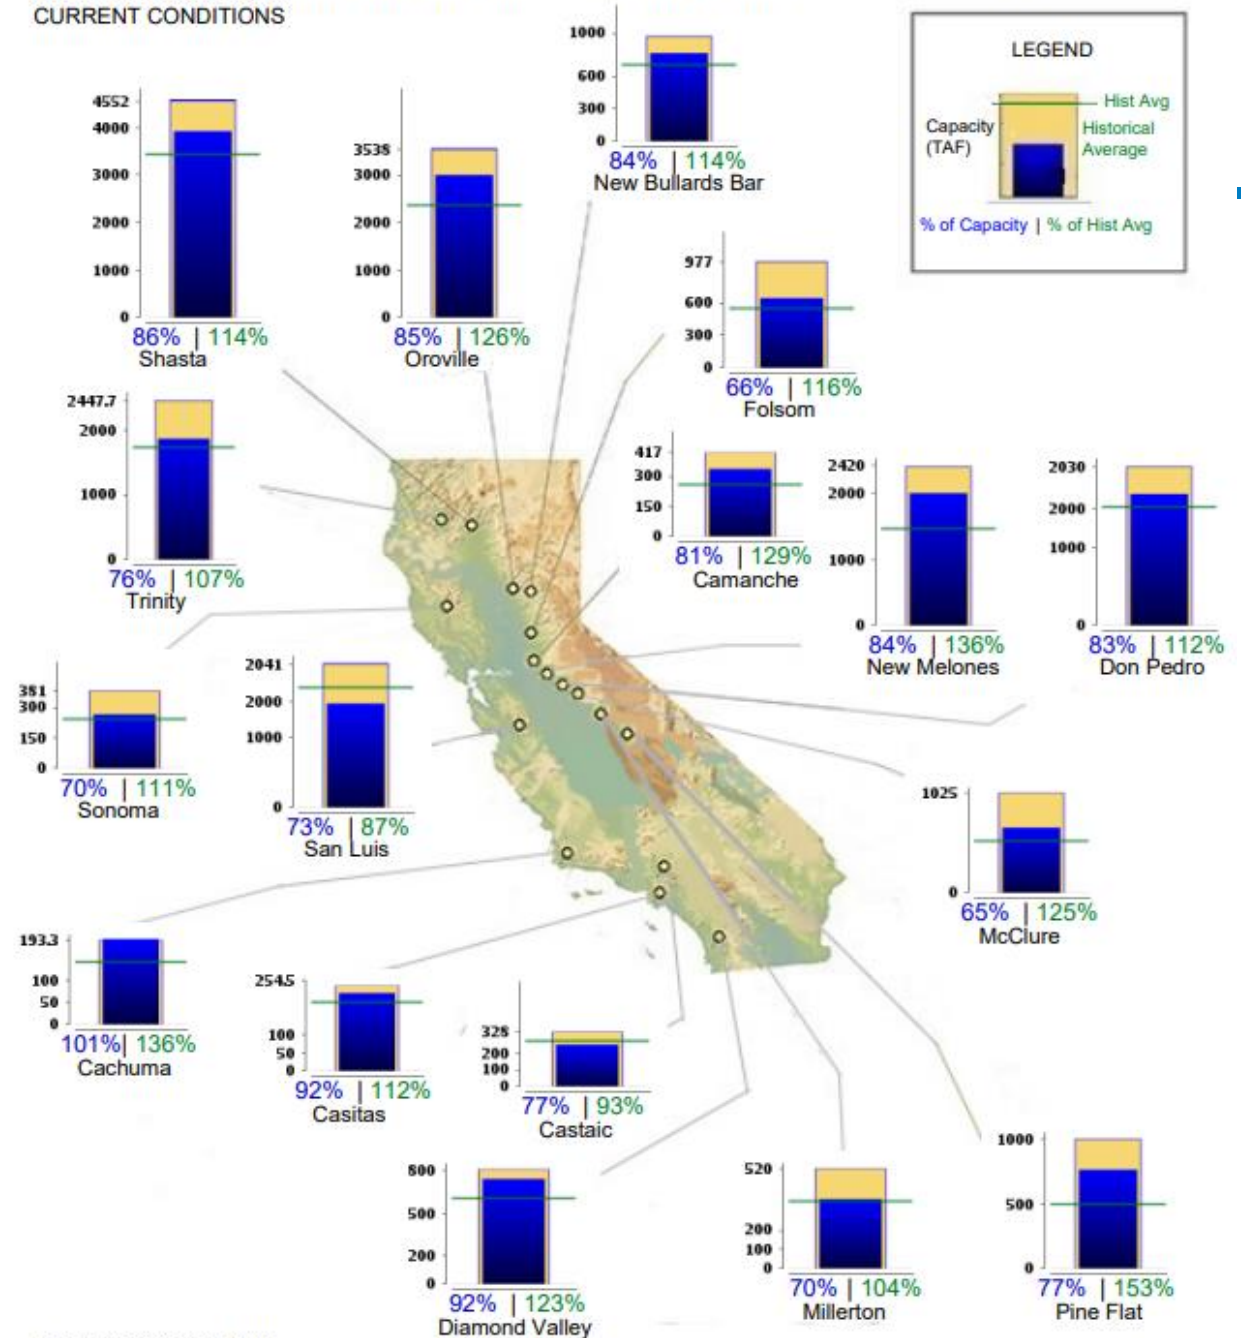 CURRENT CONDITIONS
1000
600
300
0
84% | 114%
New Bullards Bar
LEGEND
Hist Avg
Capacity
(TAF)
Historical
Average
% of Capacity | % of Hist Avg
4552
4000
3000
2000
1000
0
86% | 114%
Shasta
3538
3000
2000
1000
0
85% | 126%
Oroville
977
600
300
0
66% | 116%
Folsom
2447.7
2000
1000
0
76% | 107%
Trinity
417
300
150
0
81% | 129%
Camanche
2420
2000
1000
0
84% | 136%
New Melones
2030
2000
1000
0
83% | 112%
Don Pedro
381
300
150
0
70% | 111%
Sonoma
2041
2000
1000
0
73% | 87%
San Luis
1025
0
65% | 125%
McClure
193.3
100
50
0
101% | 136%
Cachuma
254.5
100
50
0
92% | 112%
Casitas
325
200
100
0
77% | 93%
Castaic
800
500
200
0
92% | 123%
Diamond Valley
520
200
100
0
70% | 104%
Millerton
1000
500
0
77% | 153%
Pine Flat